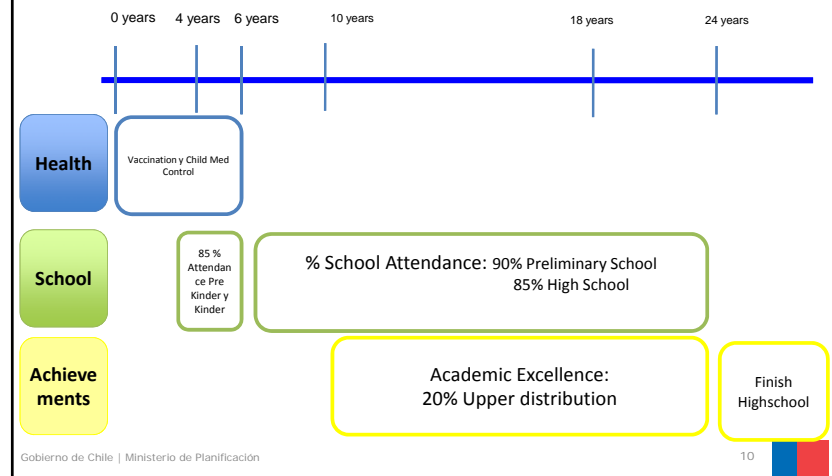 0 years 4 years 6 years 10 years 18 years 24 years
Health
Vaccination y Child Med
Control
School
85 %
Attendan
ce Pre
Kinder y
Kinder
% School Attendance: 90% Preliminary School
85% High School
Achieve
ments
Academic Excellence:
20% Upper distribution
Finish
Highschool
Gobierno de Chile | Ministerio de Planificación
10